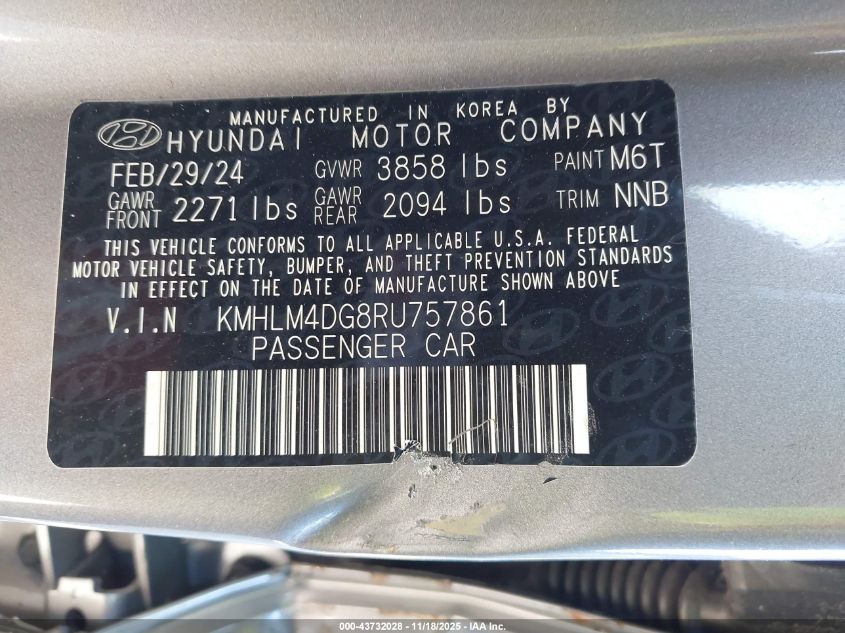 MANUFACTURED IN KOREA BY
HYUNDAI MOTOR COMPANY
FEB/29/24 GVWR 3858 lbs PAINT M6T
GAWR FRONT 2271 lbs GAWR REAR 2094 lbs TRIM NNB
THIS VEHICLE CONFORMS TO ALL APPLICABLE U.S.A. FEDERAL
MOTOR VEHICLE SAFETY, BUMPER, AND THEFT PREVENTION STANDARDS
IN EFFECT ON THE DATE OF MANUFACTURE SHOWN ABOVE
V.I.N KMHLM4DG8RU757861
PASSENGER CAR
000-43732028 - 11/18/2025 - IAA Inc.